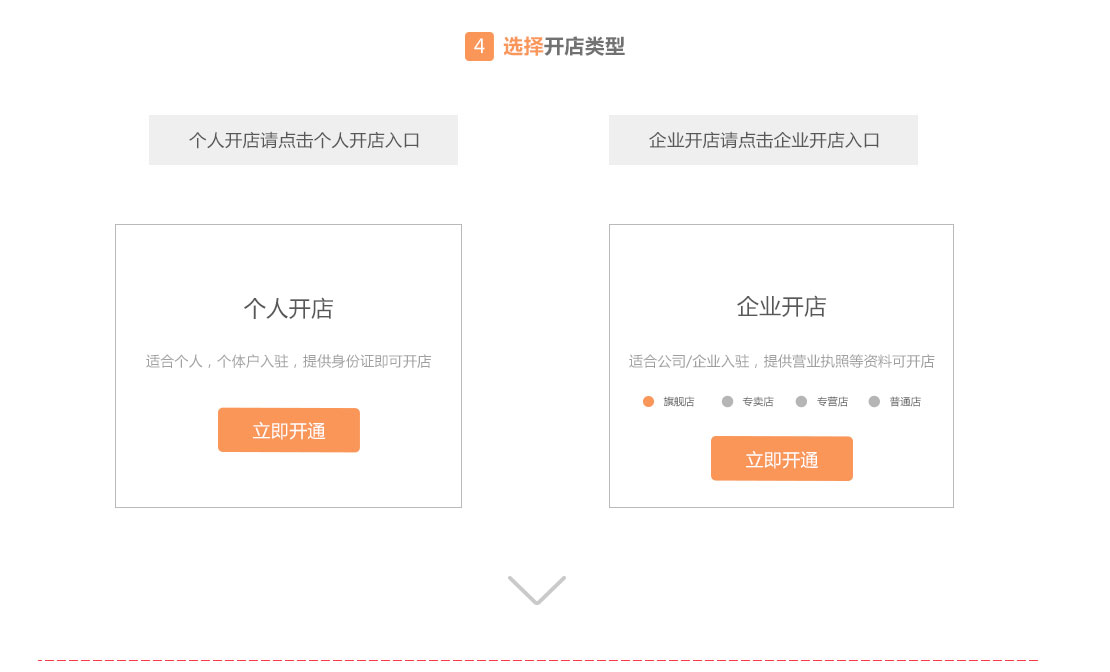 4 选择开店类型
个人开店请点击个人开店入口
企业开店请点击企业开店入口
个人开店
适合个人，个体户入驻，提供身份证即可开店
立即开通
企业开店
适合公司/企业入驻，提供营业执照等资料可开店
旗舰店 专卖店 专营店 普通店
立即开通